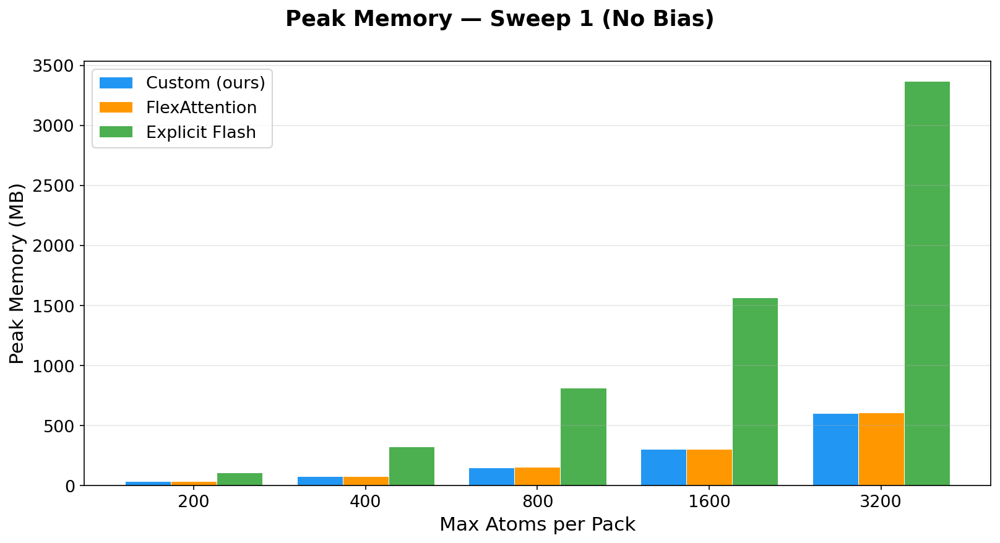 Peak Memory — Sweep 1 (No Bias)
Custom (ours)
FlexAttention
Explicit Flash
Peak Memory (MB)
3500
3000
2500
2000
1500
1000
500
0
200 400 800 1600 3200
Max Atoms per Pack